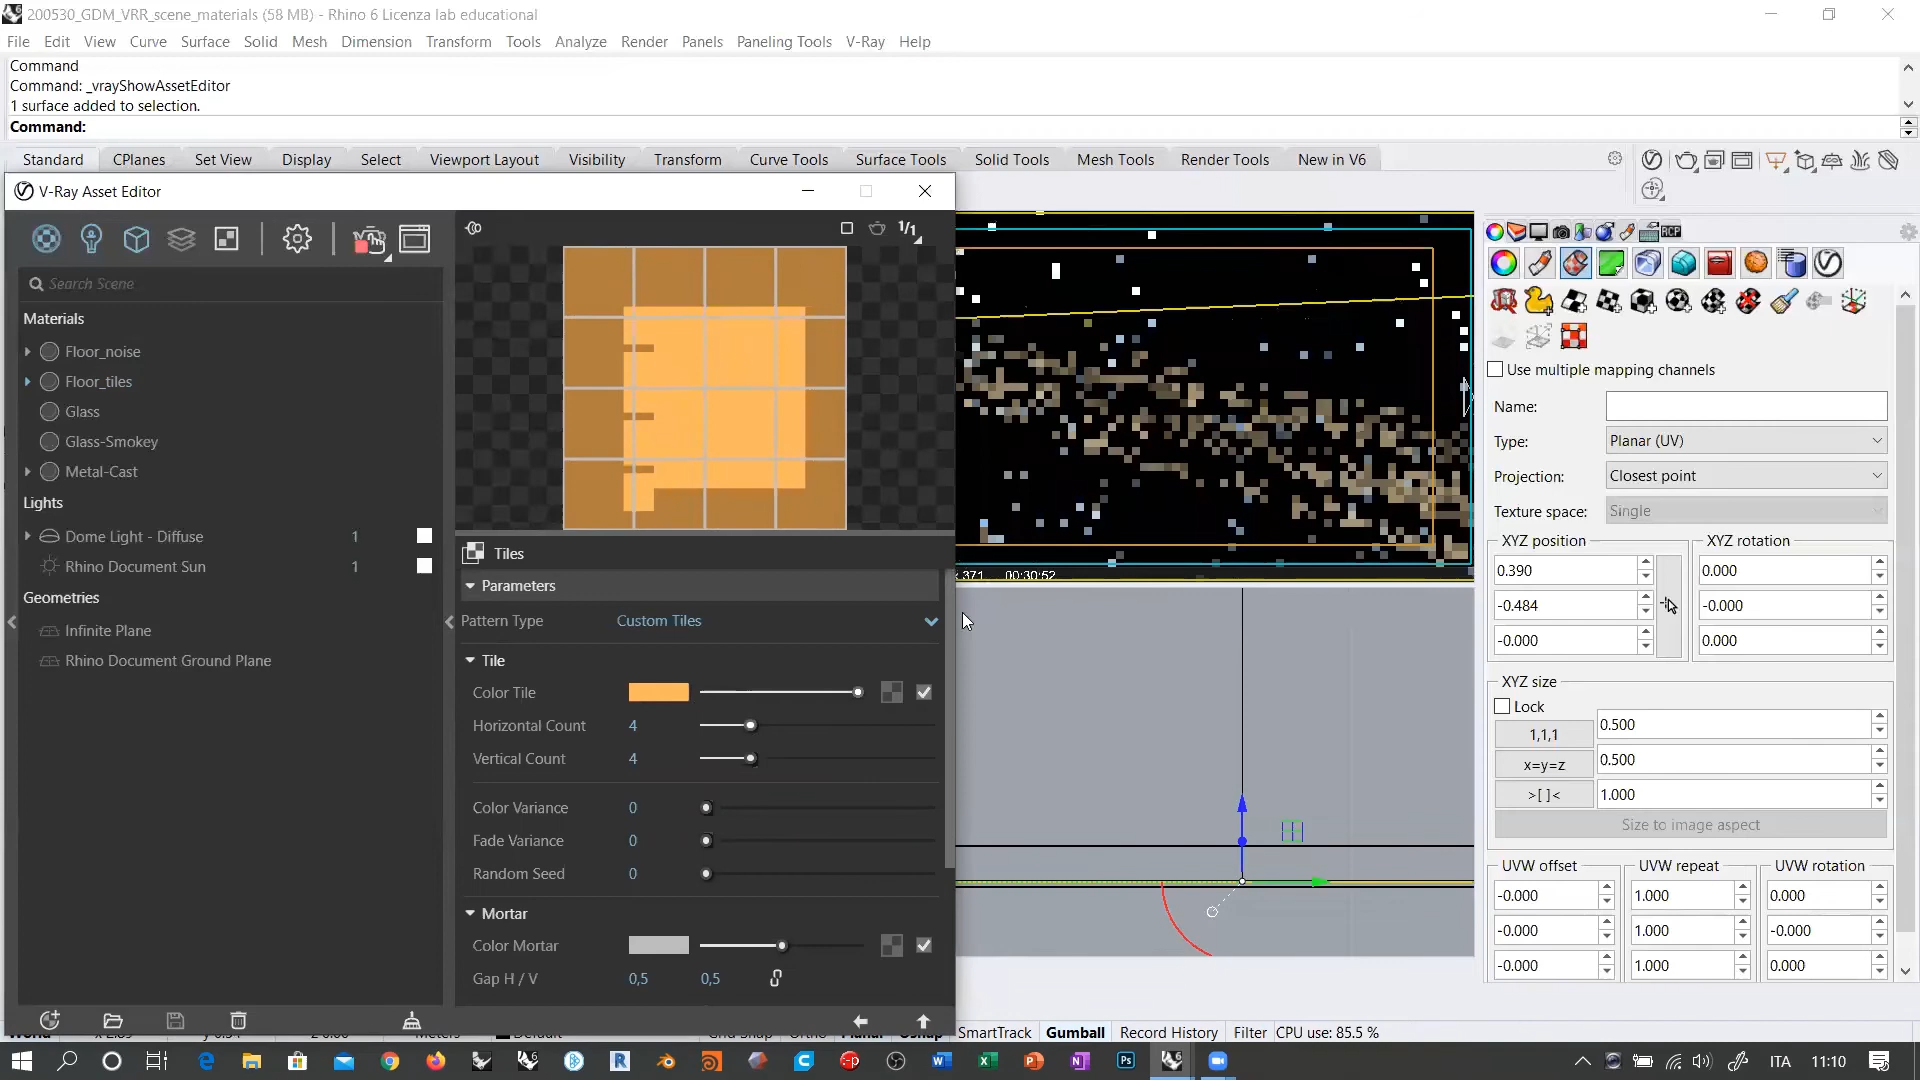 200530_GDM_VRR_scene_materials (58 MB) - Rhino 6 Licenza lab educational
File Edit View Curve Surface Solid Mesh Dimension Transform Tools Analyze Render Panels Paneling Tools V-Ray Help
Command
Command: _vrayShowAssetEditor
1 surface added to selection.
Command:
Standard CPlanes Set View Display Select Viewport Layout Visibility Transform Curve Tools Surface Tools Solid Tools Mesh Tools Render Tools New in V6
V-Ray Asset Editor
1/1
RCP
Search Scene
Materials
Floor_noise
Floor_tiles
Glass
Glass-Smokey
Metal-Cast
Lights
Dome Light - Diffuse 1
Rhino Document Sun 1
Geometries
Infinite Plane
Rhino Document Ground Plane
Tiles
Parameters
Pattern Type Custom Tiles
Tile
Color Tile
Horizontal Count 4
Vertical Count 4
Color Variance 0
Fade Variance 0
Random Seed 0
Mortar
Color Mortar
Gap H / V 0,5 0,5
371 00:30:52
Use multiple mapping channels
Name:
Type: Planar (UV)
Projection: Closest point
Texture space: Single
XYZ position XYZ rotation
0.390 0.000
-0.484 -0.000
-0.000 0.000
XYZ size
Lock
1,1,1 0.500
x=y=z 0.500
>[ ]< 1.000
Size to image aspect
UVW offset UVW repeat UVW rotation
-0.000 1.000 0.000
-0.000 1.000 -0.000
-0.000 1.000 0.000
SmartTrack Gumball Record History Filter CPU use: 85.5 %
ITA 11:10